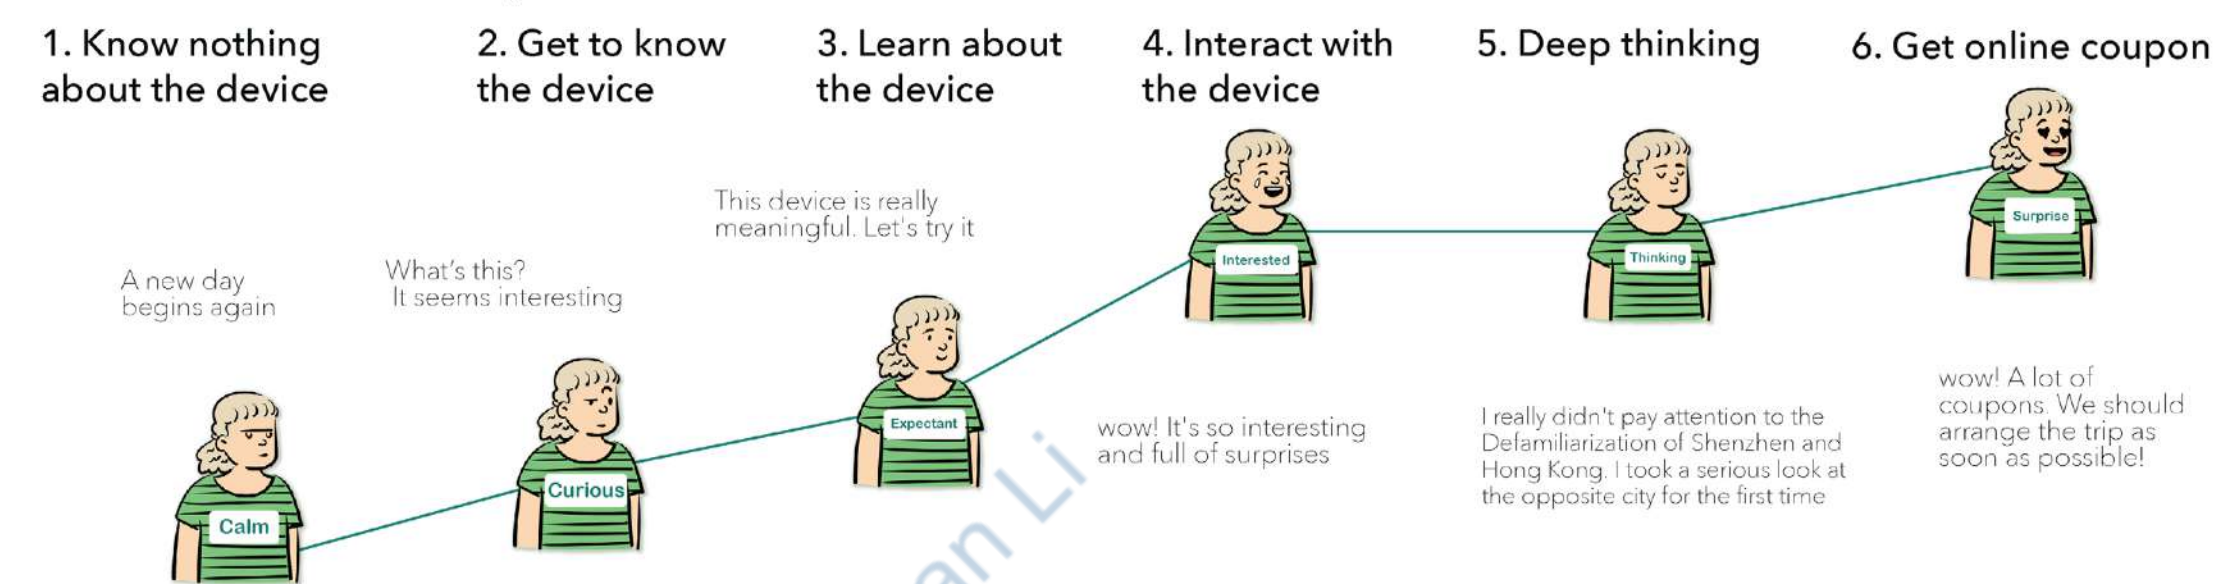 1. Know nothing
about the device
2. Get to know
the device
3. Learn about
the device
4. Interact with
the device
5. Deep thinking
6. Get online coupon
A new day
begins again
What's this?
It seems interesting
This device is really
meaningful. Let's try it
wow! It's so interesting
and full of surprises
I really didn't pay attention to the
Defamiliarization of Shenzhen and
Hong Kong. I took a serious look at
the opposite city for the first time
wow! A lot of
coupons. We should
arrange the trip as
soon as possible!
Calm
Curious
Expectant
Interested
Thinking
Surprise
an Li